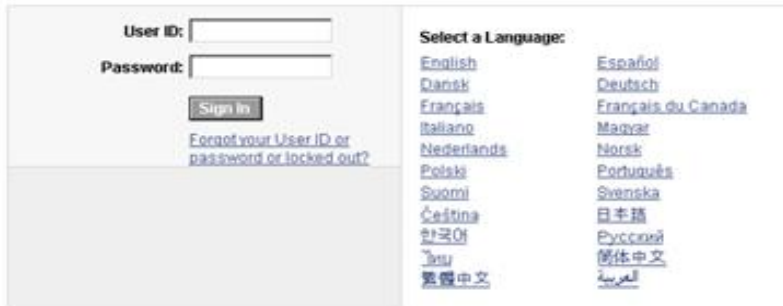 User ID:
Password:
Sign In
Forgot your User ID or
password or locked out?
Select a Language:
English Español
Dansk Deutsch
Français Français du Canada
Italiano Magyar
Nederlands Norsk
Polski Português
Suomi Svenska
Čeština 日本語
한국어 Русский
ไทย 简体中文
繁體中文 العربية